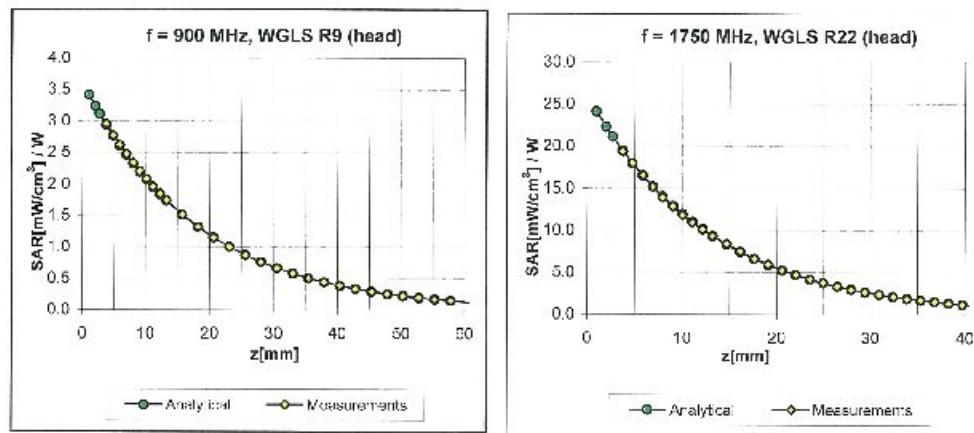 f = 900 MHz, WGLS R9 (head)
4.0
3.5
3.0
2.5
2.0
1.5
1.0
0.5
0.0
SAR[mW/cm³] / W
0 10 20 30 40 50 60
z[mm]
Analytical Measurements
f = 1750 MHz, WGLS R22 (head)
30.0
25.0
20.0
15.0
10.0
5.0
0.0
SAR[mW/cm³] / W
0 10 20 30 40
z[mm]
Analytical Measurements